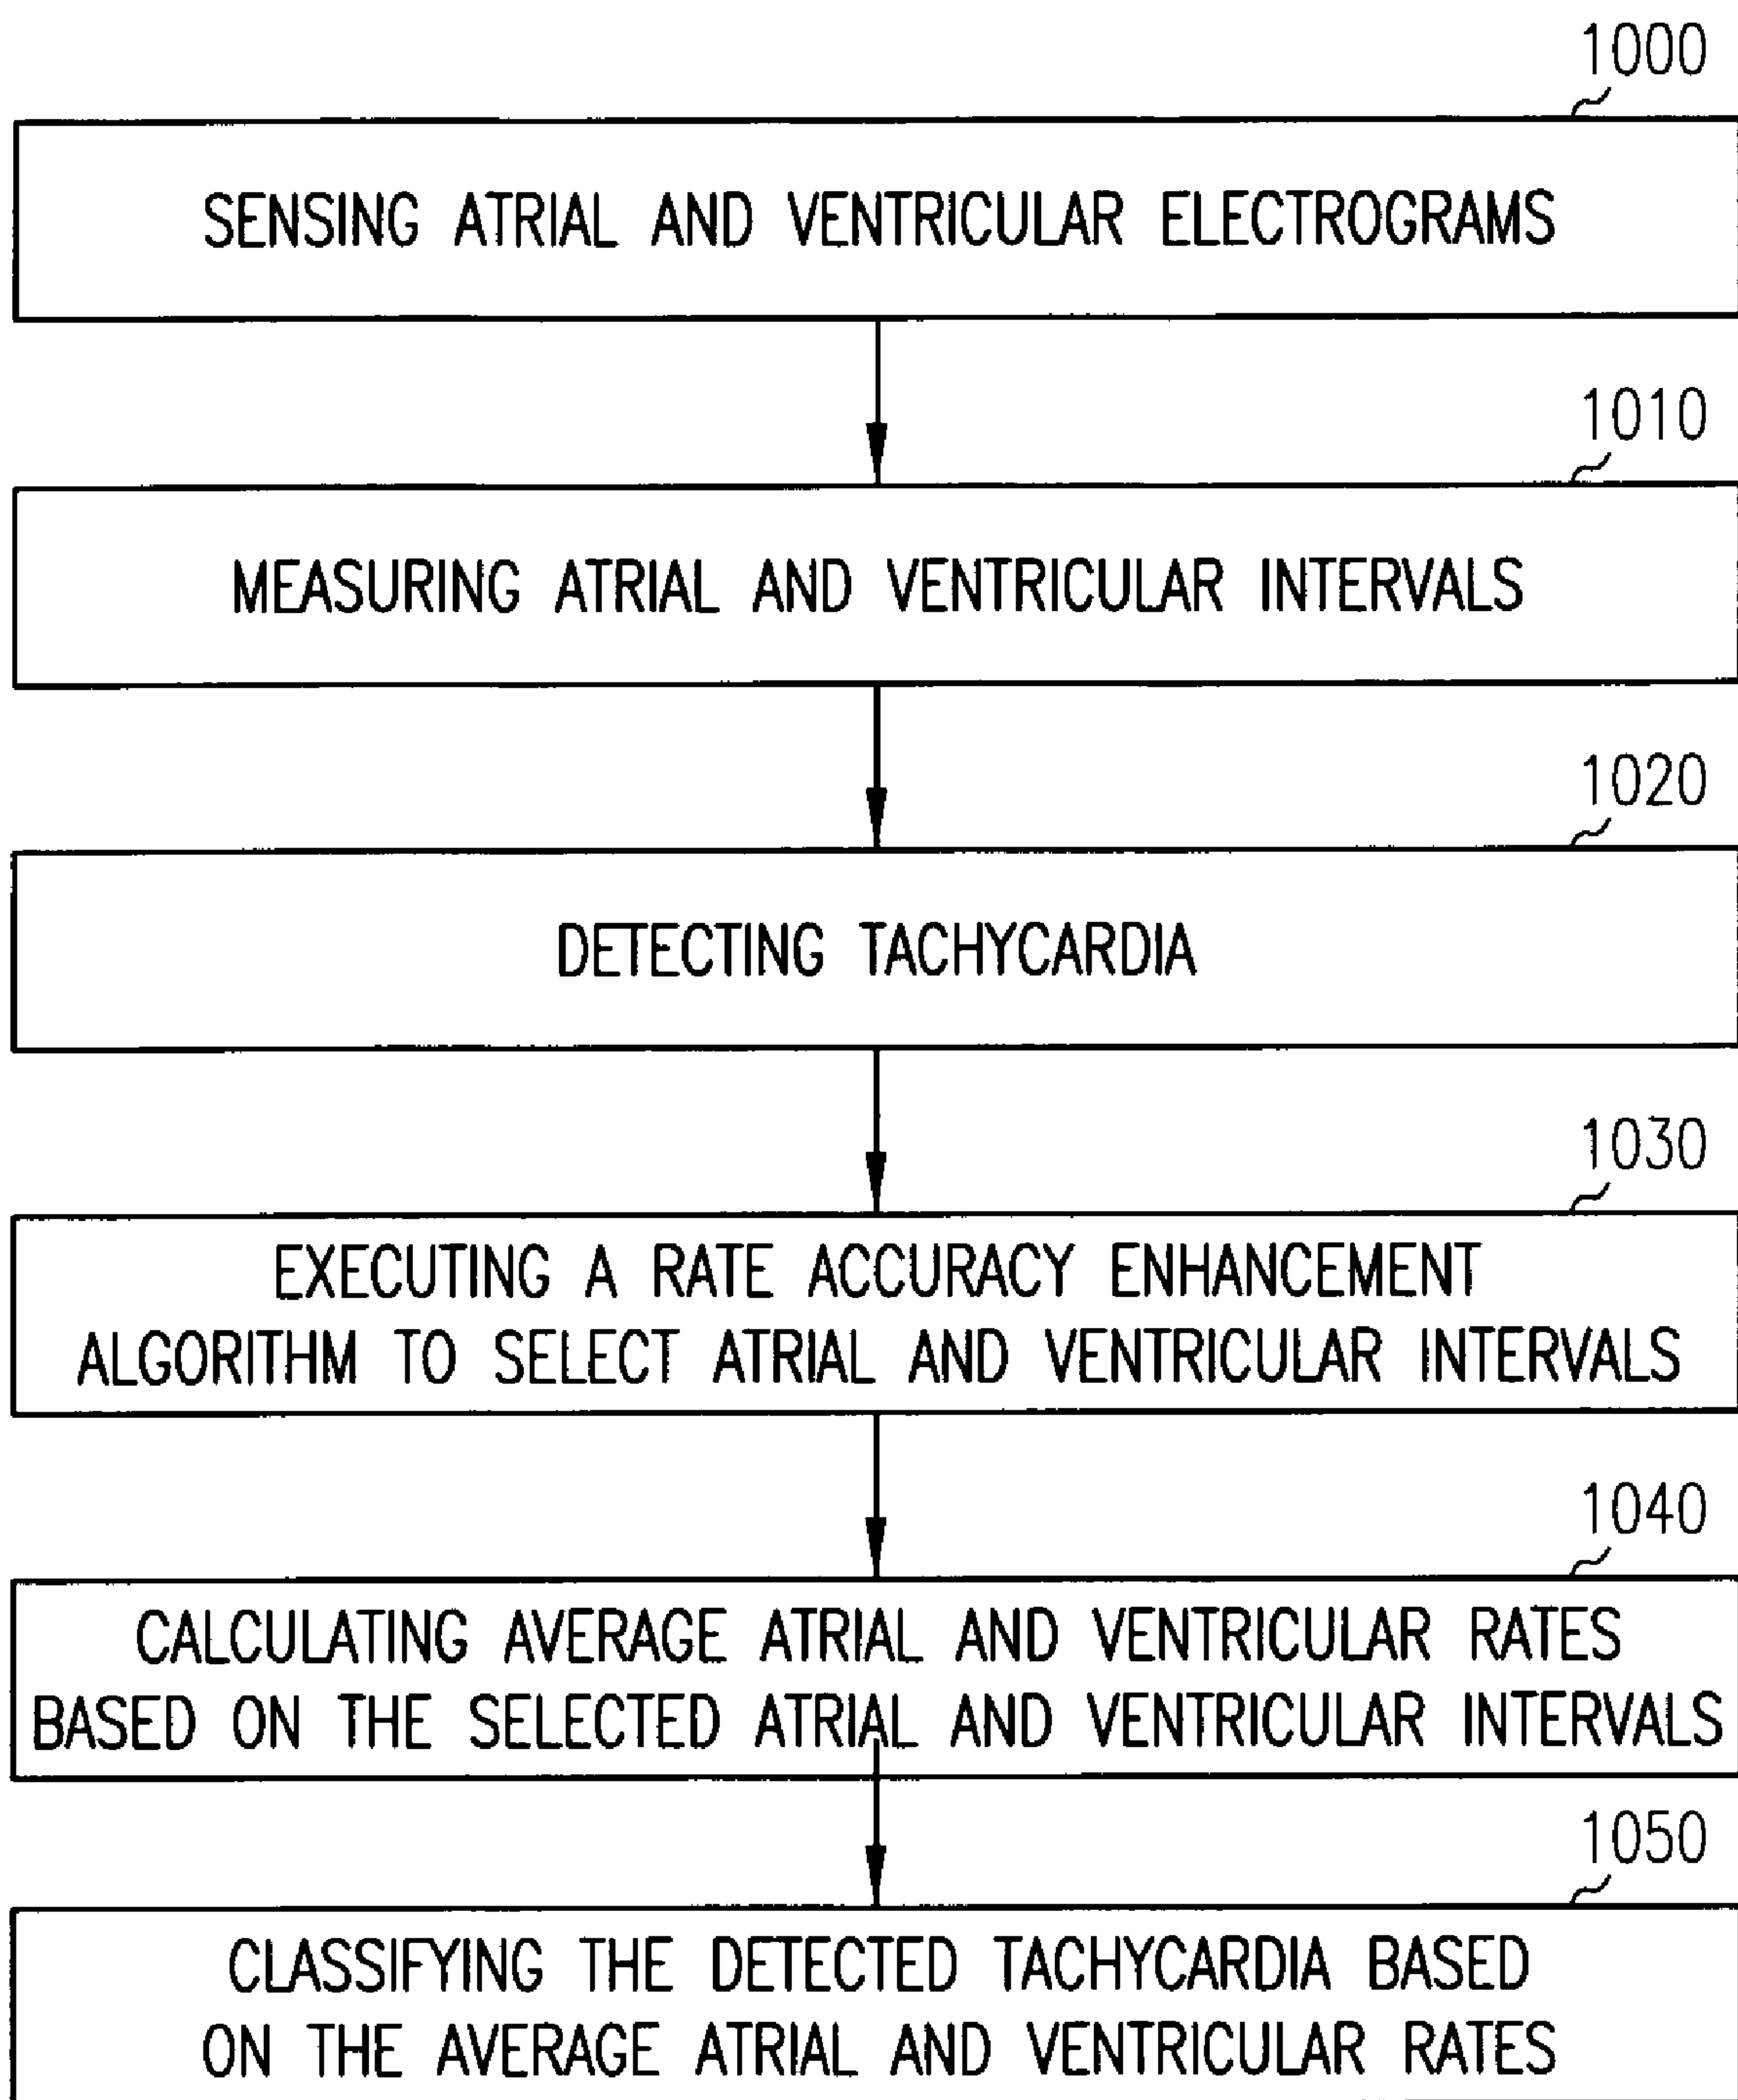 1000
SENSING ATRIAL AND VENTRICULAR ELECTROGRAMS
1010
MEASURING ATRIAL AND VENTRICULAR INTERVALS
1020
DETECTING TACHYCARDIA
1030
EXECUTING A RATE ACCURACY ENHANCEMENT
ALGORITHM TO SELECT ATRIAL AND VENTRICULAR INTERVALS
1040
CALCULATING AVERAGE ATRIAL AND VENTRICULAR RATES
BASED ON THE SELECTED ATRIAL AND VENTRICULAR INTERVALS
1050
CLASSIFYING THE DETECTED TACHYCARDIA BASED
ON THE AVERAGE ATRIAL AND VENTRICULAR RATES